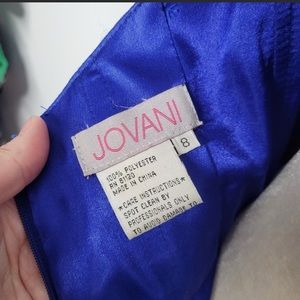 JOVANI
8
100% POLYESTER
RN 81120
MADE IN CHINA
*CARE INSTRUCTIONS*
SPOT CLEAN BY
PROFESSIONALS ONLY
TO AVOID DAMAGE TO